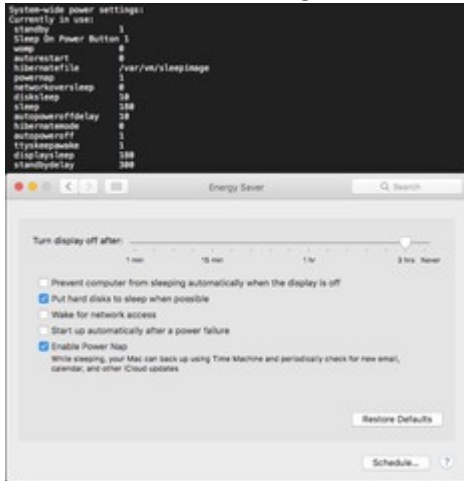 System-wide power settings:
Currently in use:
standby 1
Sleep On Power Button 1
womp 0
autorestart 0
hibernatefile /var/vm/sleepimage
powernap 1
networkoversleep 0
disksleep 10
sleep 180
autopoweroffdelay 10
hibernatemode 0
autopoweroff 1
ttyskeepawake 1
displaysleep 180
standbydelay 300
Energy Saver
Search
Turn display off after:
1 min 15 min 1 hr 3 hrs Never
Prevent computer from sleeping automatically when the display is off
Put hard disks to sleep when possible
Wake for network access
Start up automatically after a power failure
Enable Power Nap
While sleeping, your Mac can back up using Time Machine and periodically check for new email,
calendar, and other iCloud updates
Restore Defaults
Schedule... ?